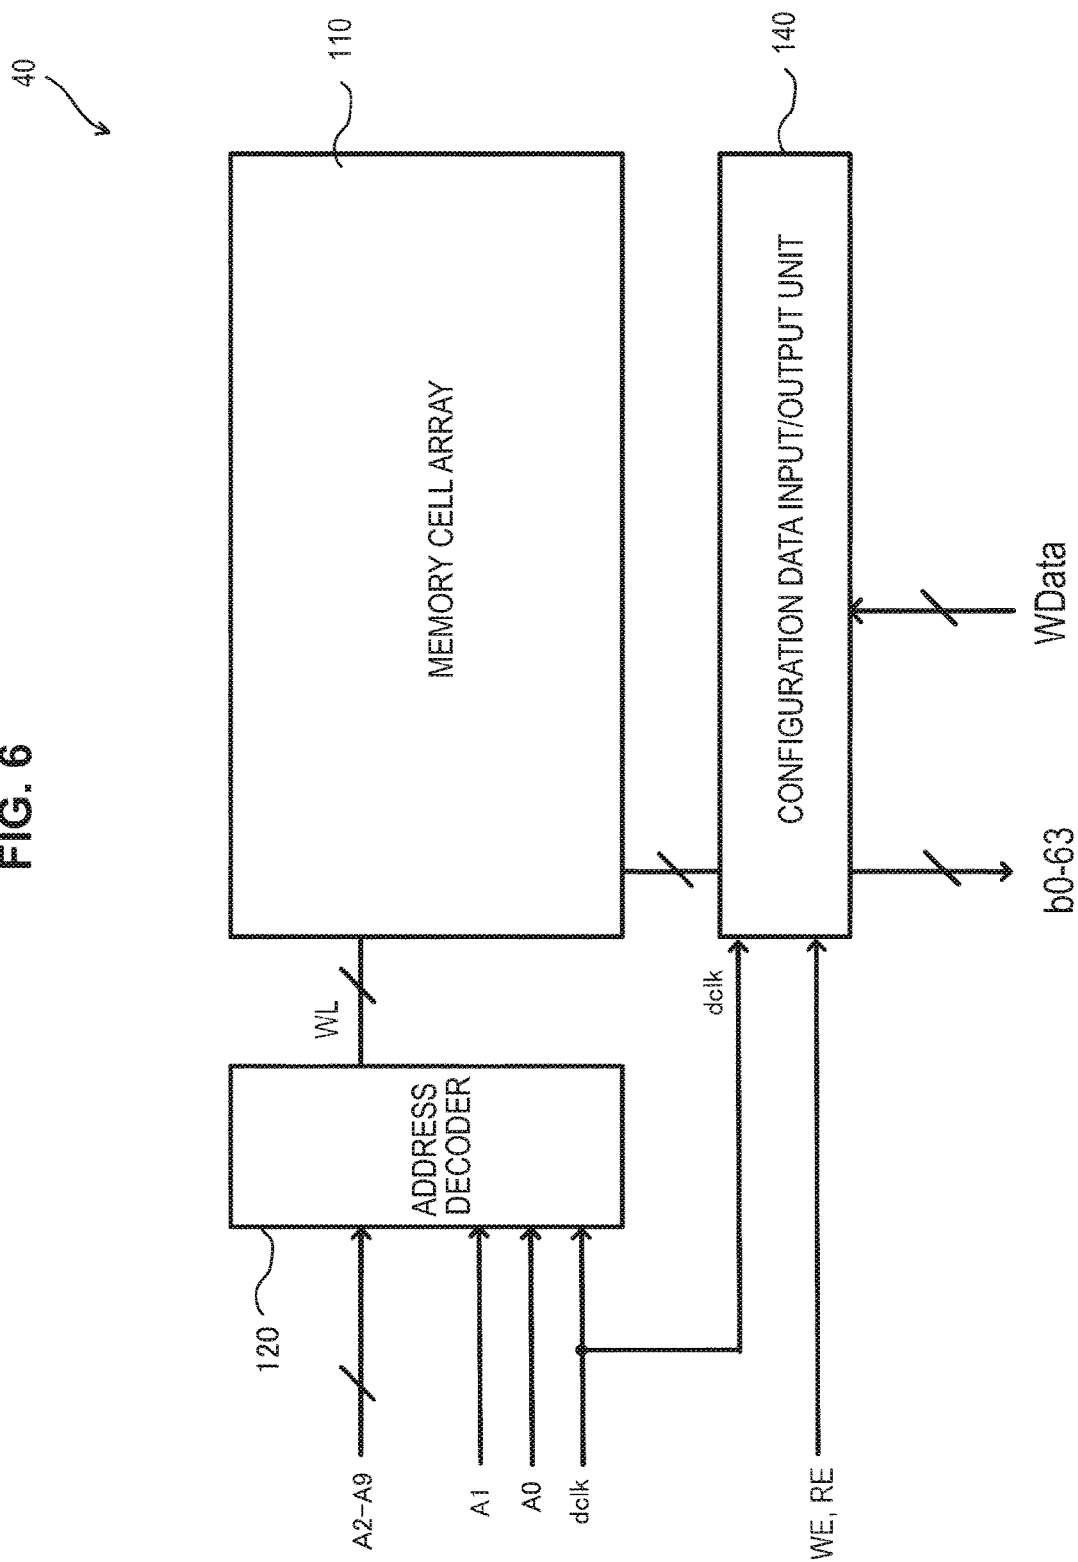 FIG. 6
40
110
MEMORY CELL ARRAY
WL
ADDRESS
DECODER
120
A2-A9
A1
A0
dclk
dclk
140
CONFIGURATION DATA INPUT/OUTPUT UNIT
WE, RE
b0-63
WData